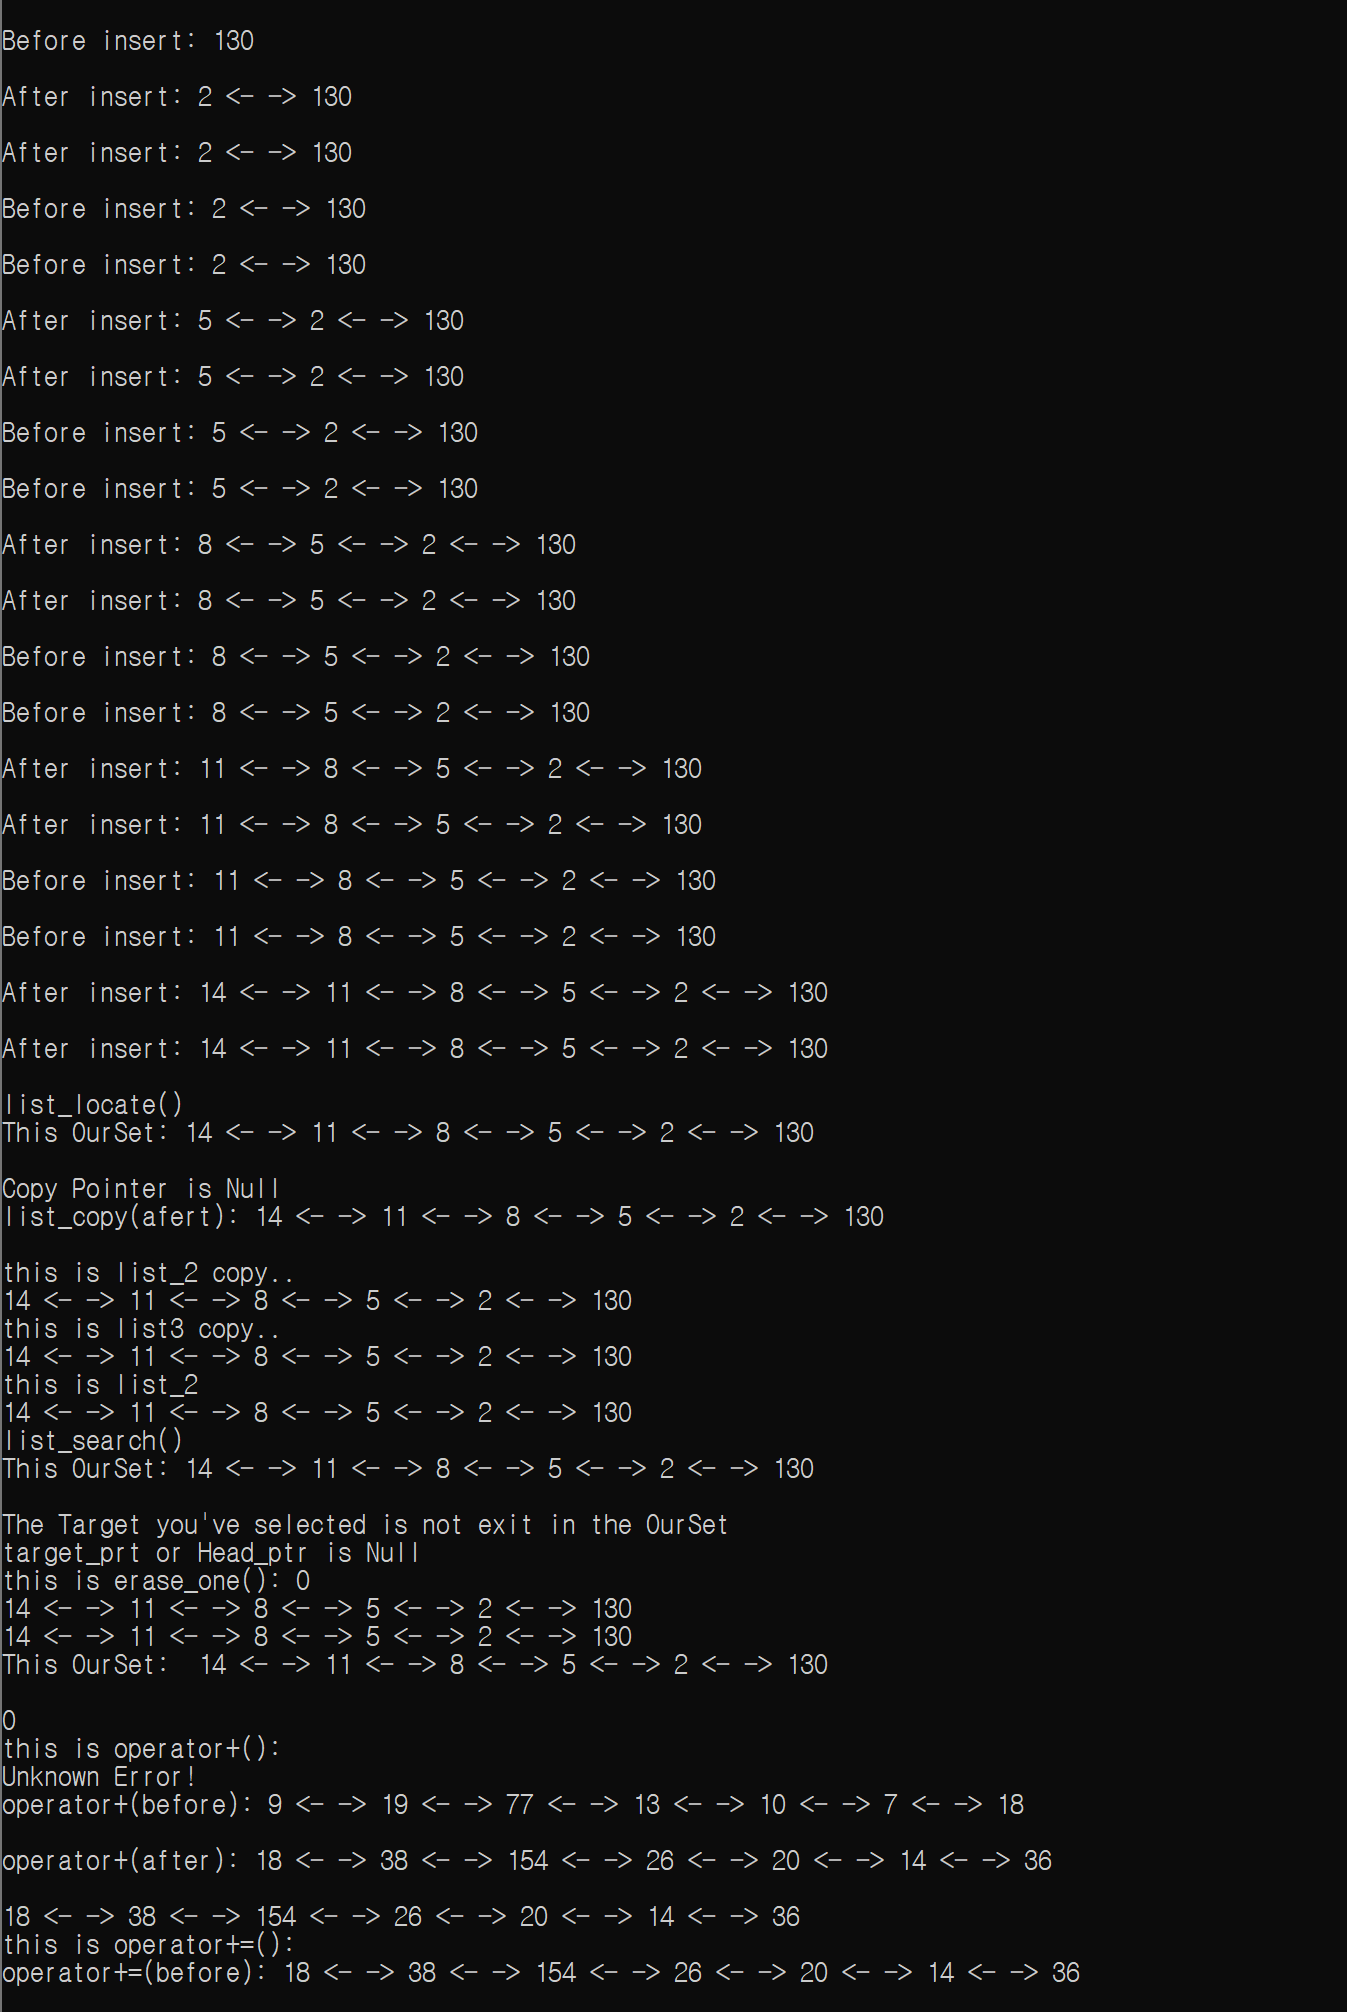 Before insert: 130
After insert: 2 <- -> 130
After insert: 2 <- -> 130
Before insert: 2 <- -> 130
Before insert: 2 <- -> 130
After insert: 5 <- -> 2 <- -> 130
After insert: 5 <- -> 2 <- -> 130
Before insert: 5 <- -> 2 <- -> 130
Before insert: 5 <- -> 2 <- -> 130
After insert: 8 <- -> 5 <- -> 2 <- -> 130
After insert: 8 <- -> 5 <- -> 2 <- -> 130
Before insert: 8 <- -> 5 <- -> 2 <- -> 130
Before insert: 8 <- -> 5 <- -> 2 <- -> 130
After insert: 11 <- -> 8 <- -> 5 <- -> 2 <- -> 130
After insert: 11 <- -> 8 <- -> 5 <- -> 2 <- -> 130
Before insert: 11 <- -> 8 <- -> 5 <- -> 2 <- -> 130
Before insert: 11 <- -> 8 <- -> 5 <- -> 2 <- -> 130
After insert: 14 <- -> 11 <- -> 8 <- -> 5 <- -> 2 <- -> 130
After insert: 14 <- -> 11 <- -> 8 <- -> 5 <- -> 2 <- -> 130
list_locate()
This OurSet: 14 <- -> 11 <- -> 8 <- -> 5 <- -> 2 <- -> 130
Copy Pointer is Null
list_copy(afert): 14 <- -> 11 <- -> 8 <- -> 5 <- -> 2 <- -> 130
this is list_2 copy..
14 <- -> 11 <- -> 8 <- -> 5 <- -> 2 <- -> 130
this is list3 copy..
14 <- -> 11 <- -> 8 <- -> 5 <- -> 2 <- -> 130
this is list_2
14 <- -> 11 <- -> 8 <- -> 5 <- -> 2 <- -> 130
list_search()
This OurSet: 14 <- -> 11 <- -> 8 <- -> 5 <- -> 2 <- -> 130
The Target you've selected is not exit in the OurSet
target_prt or Head_ptr is Null
this is erase_one(): 0
14 <- -> 11 <- -> 8 <- -> 5 <- -> 2 <- -> 130
14 <- -> 11 <- -> 8 <- -> 5 <- -> 2 <- -> 130
This OurSet:  14 <- -> 11 <- -> 8 <- -> 5 <- -> 2 <- -> 130
0
this is operator+():
Unknown Error!
operator+(before): 9 <- -> 19 <- -> 77 <- -> 13 <- -> 10 <- -> 7 <- -> 18
operator+(after): 18 <- -> 38 <- -> 154 <- -> 26 <- -> 20 <- -> 14 <- -> 36
18 <- -> 38 <- -> 154 <- -> 26 <- -> 20 <- -> 14 <- -> 36
this is operator+=():
operator+=(before): 18 <- -> 38 <- -> 154 <- -> 26 <- -> 20 <- -> 14 <- -> 36